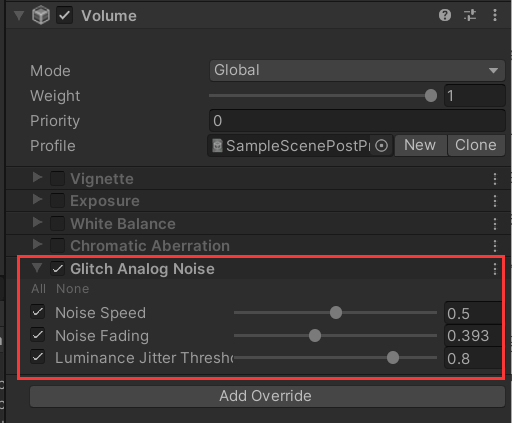 Volume
Mode Global
Weight 1
Priority 0
Profile SampleScenePostPr New Clone
Vignette
Exposure
White Balance
Chromatic Aberration
Glitch Analog Noise
All None
Noise Speed 0.5
Noise Fading 0.393
Luminance Jitter Thresho 0.8
Add Override